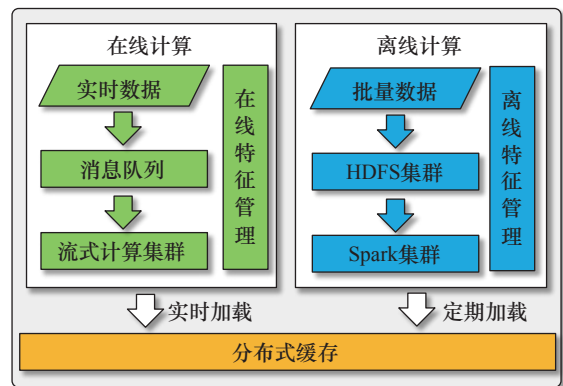 在线计算
实时数据
消息队列
流式计算集群
在线特征管理
离线计算
批量数据
HDFS集群
Spark集群
离线特征管理
实时加载
定期加载
分布式缓存